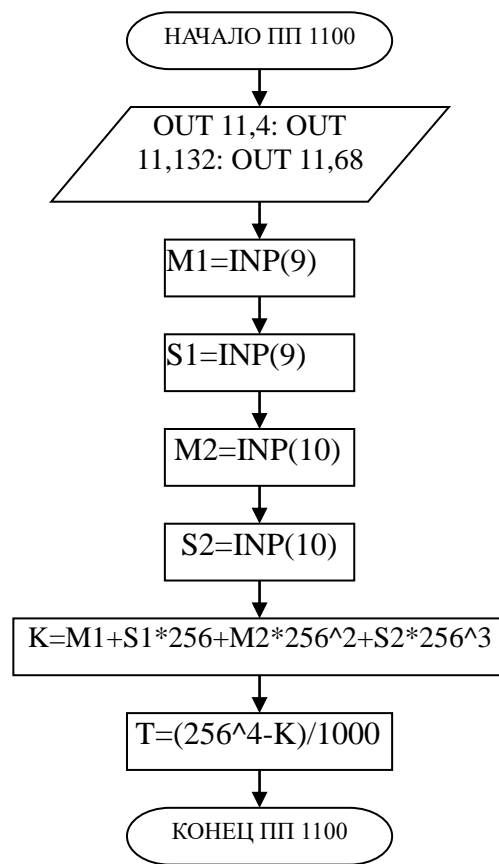 НАЧАЛО ПП 1100
OUT 11,4: OUT
11,132: OUT 11,68
M1=INP(9)
S1=INP(9)
M2=INP(10)
S2=INP(10)
K=M1+S1*256+M2*256^2+S2*256^3
T=(256^4-K)/1000
КОНЕЦ ПП 1100